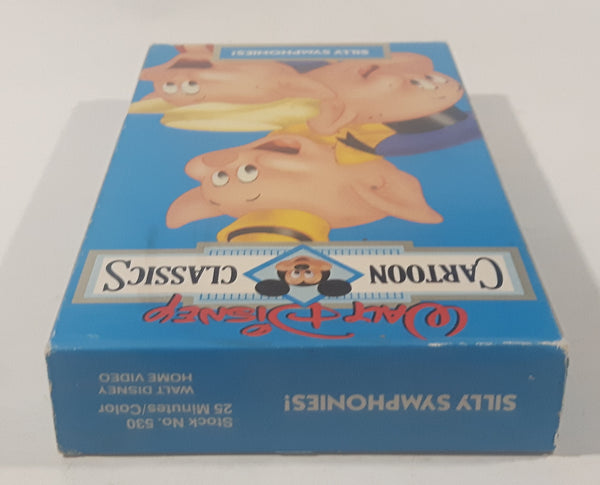 SILLY SYMPHONIES!
Stock No. 530
25 Minutes/Color
WALT DISNEY
HOME VIDEO
WALT DISNEY
CARTOON CLASSICS
SILLY SYMPHONIES!